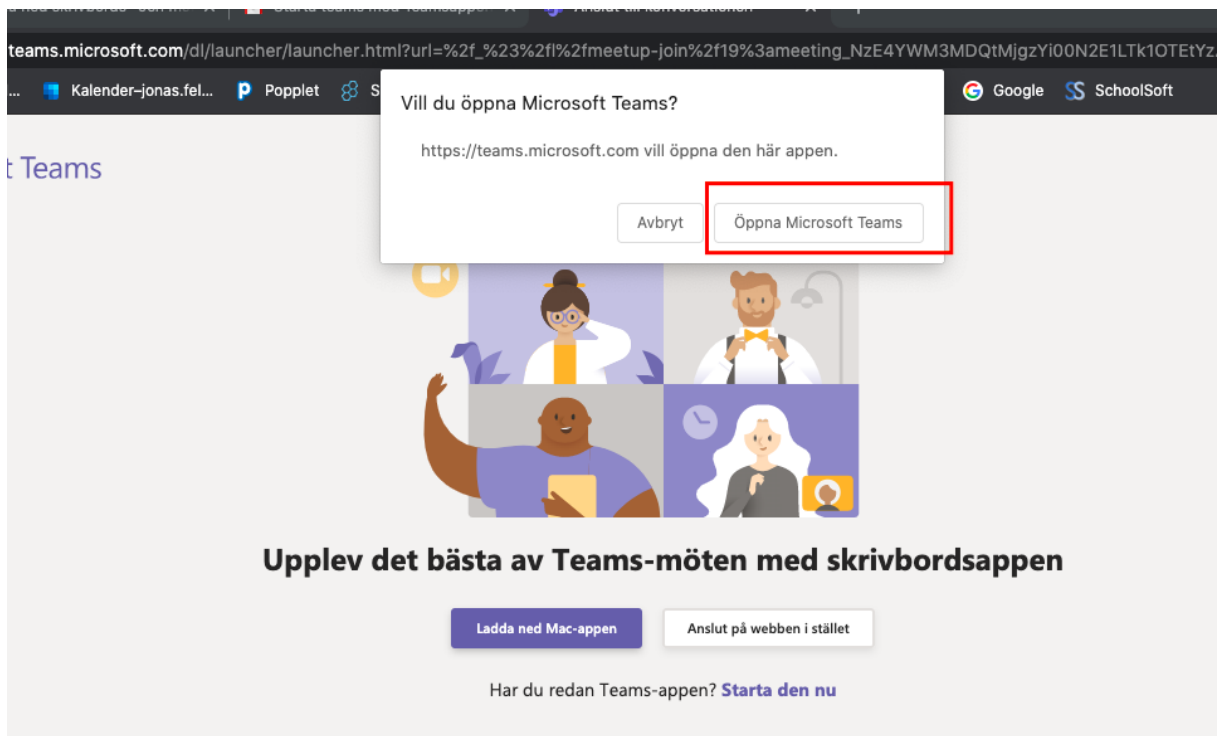 Anslut till konversationen
teams.microsoft.com/dl/launcher/launcher.html?url=%2f_%23%2fl%2fmeetup-join%2f19%3ameeting_NzE4YWM3MDQtMjgzYi00N2E1LTk1OTEtYz
... Kalender–jonas.fel... Popplet S Google SchoolSoft
Vill du öppna Microsoft Teams?
https://teams.microsoft.com vill öppna den här appen.
Avbryt Öppna Microsoft Teams
t Teams
Upplev det bästa av Teams-möten med skrivbordsappen
Ladda ned Mac-appen Anslut på webben i stället
Har du redan Teams-appen? Starta den nu